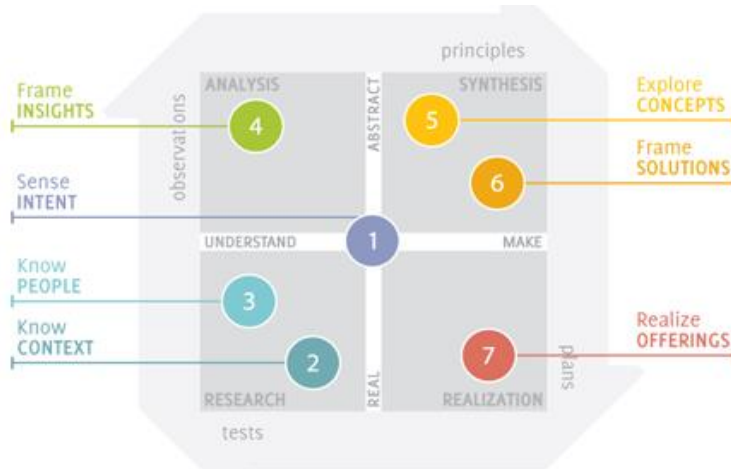 principles
Frame
INSIGHTS
observations
ANALYSIS
4
ABSTRACT
SYNTHESIS
5
Explore
CONCEPTS
6
Frame
SOLUTIONS
Sense
INTENT
UNDERSTAND
1
MAKE
Know
PEOPLE
3
Know
CONTEXT
2
RESEARCH
REAL
7
REALIZATION
Realize
OFFERINGS
plans
tests